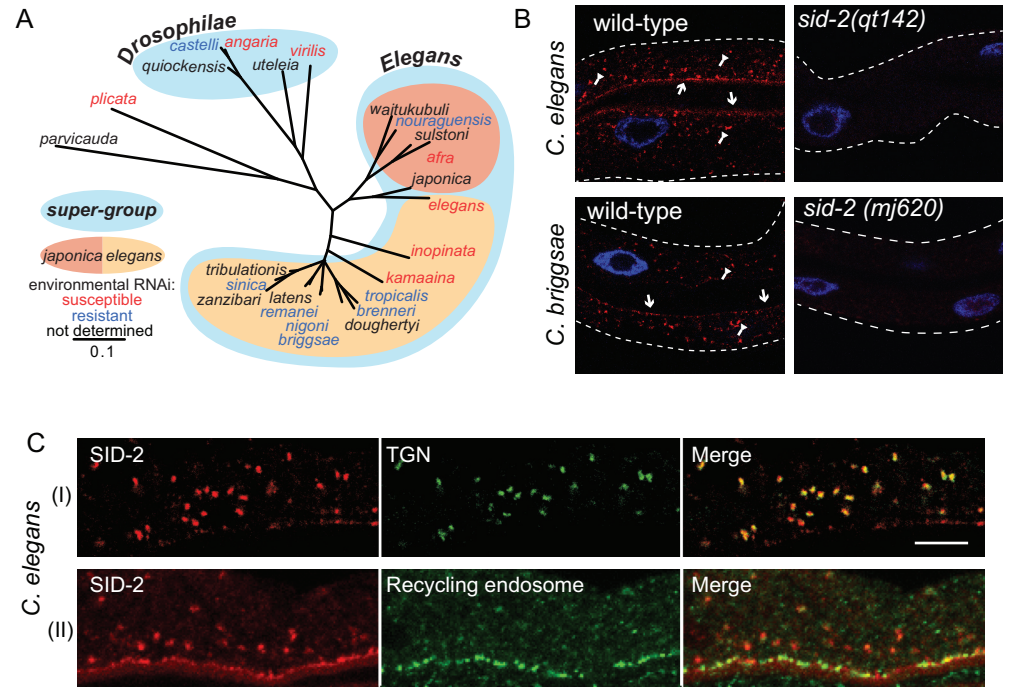 A
Drosophilae
castelli
angaria
virilis
quiockensis
uteleia
plicata
parvicauda
Elegans
waitukubuli
nouraguensis
sulstoni
afra
japonica
elegans
inopinata
kamaaina
tribulationis
sinica
zanzibari
latens
remanei
nigoni
briggsae
tropicalis
brenneri
doughertyi
super-group
japonica elegans
environmental RNAi:
susceptible
resistant
not determined
0.1
B
wild-type
sid-2(qt142)
C. elegans
wild-type
sid-2 (mj620)
C. briggsae
C
C. elegans
(I)
SID-2
TGN
Merge
(II)
SID-2
Recycling endosome
Merge